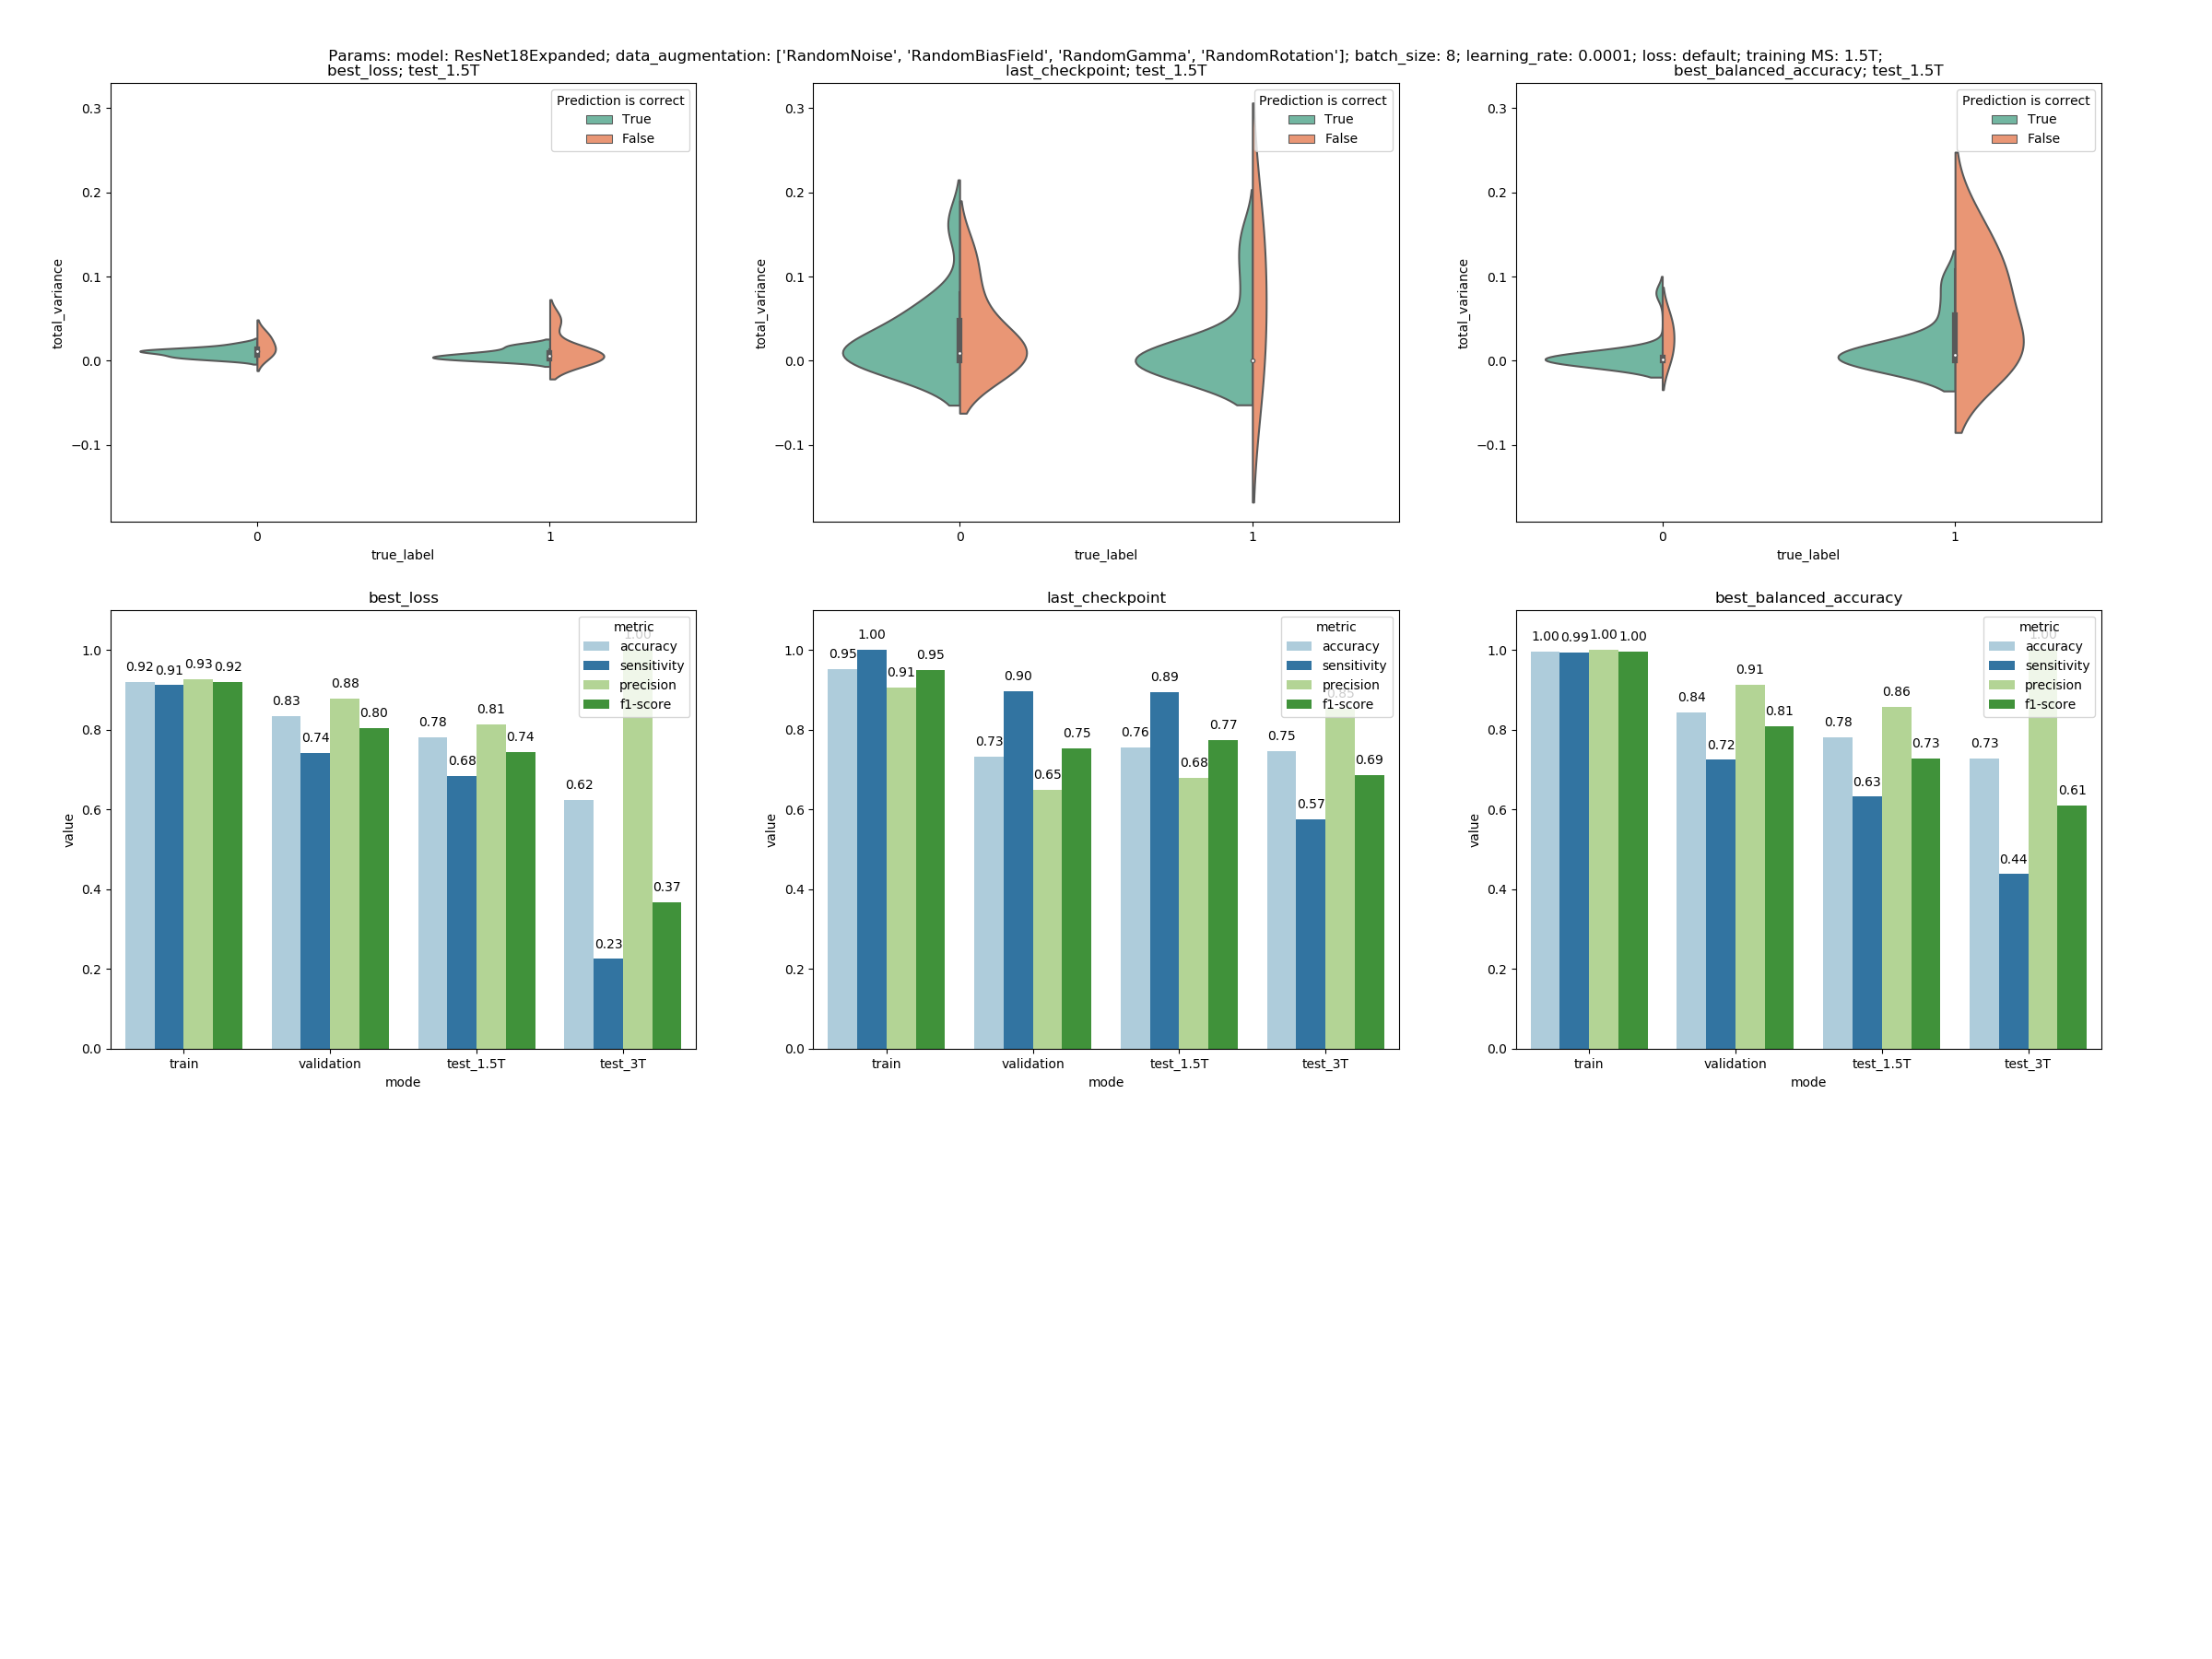 Params: model: ResNet18Expanded; data_augmentation: ['RandomNoise', 'RandomBiasField', 'RandomGamma', 'RandomRotation']; batch_size: 8; learning_rate: 0.0001; loss: default; training MS: 1.5T;
best_loss; test_1.5T
Prediction is correct
True
False
0.3
0.2
0.1
0.0
−0.1
total_variance
0
1
true_label
last_checkpoint; test_1.5T
Prediction is correct
True
False
0.3
0.2
0.1
0.0
−0.1
total_variance
0
1
true_label
best_balanced_accuracy; test_1.5T
Prediction is correct
True
False
0.3
0.2
0.1
0.0
−0.1
total_variance
0
1
true_label
best_loss
metric
accuracy
sensitivity
precision
f1-score
1.0
0.8
0.6
0.4
0.2
0.0
value
0.92
0.91
0.93
0.92
0.83
0.74
0.88
0.80
0.78
0.68
0.81
0.74
0.62
0.23
1.00
0.37
train
validation
test_1.5T
test_3T
mode
last_checkpoint
metric
accuracy
sensitivity
precision
f1-score
1.0
0.8
0.6
0.4
0.2
0.0
value
0.95
1.00
0.91
0.95
0.73
0.90
0.65
0.75
0.76
0.89
0.68
0.77
0.75
0.57
0.85
0.69
train
validation
test_1.5T
test_3T
mode
best_balanced_accuracy
metric
accuracy
sensitivity
precision
f1-score
1.0
0.8
0.6
0.4
0.2
0.0
value
1.00
0.99
1.00
1.00
0.84
0.72
0.91
0.81
0.78
0.63
0.86
0.73
0.73
0.44
1.00
0.61
train
validation
test_1.5T
test_3T
mode